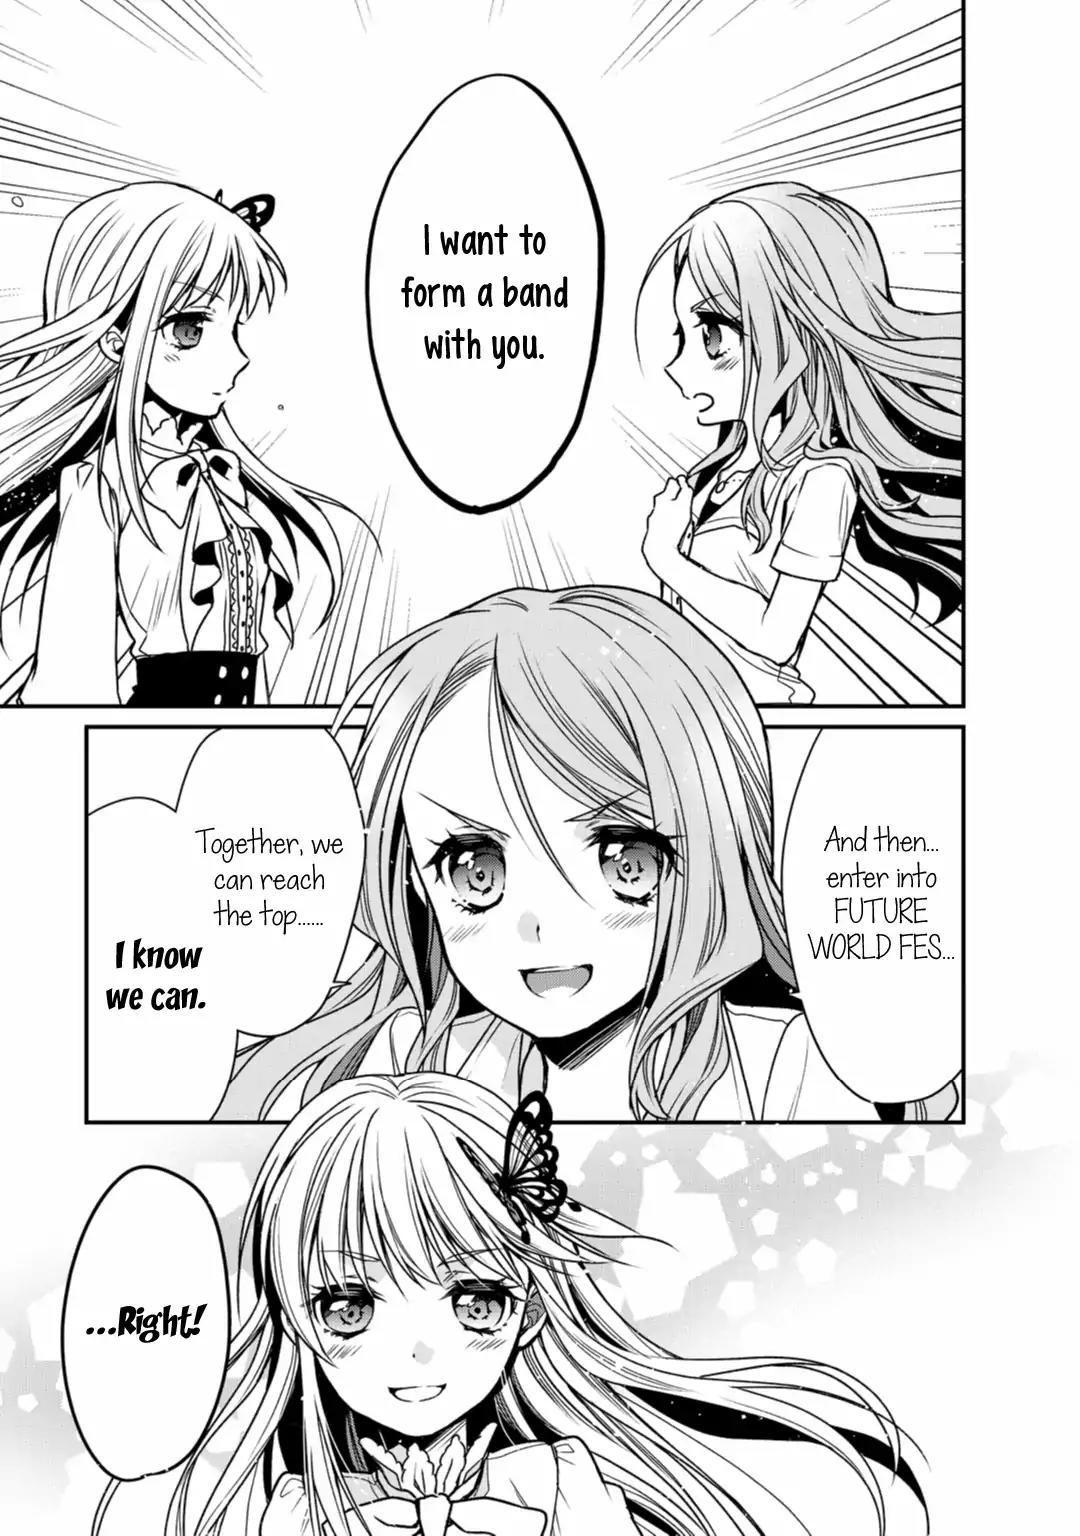 I want to
form a band
with you.
And then...
enter into
FUTURE
WORLD FES...
Together, we
can reach
the top......
I know
we can.
...Right!